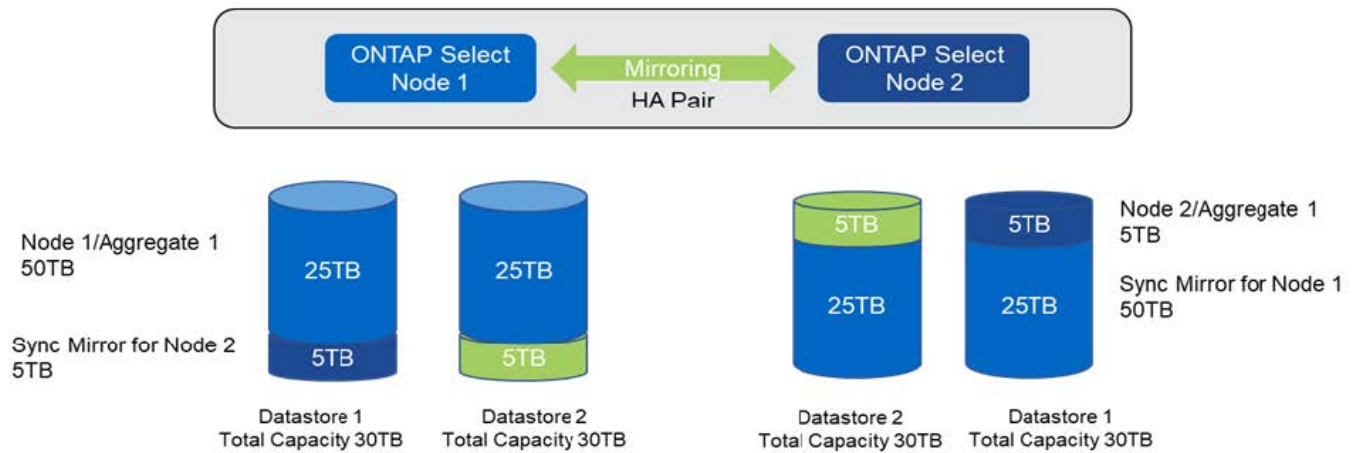 ONTAP Select
Node 1
Mirroring
HA Pair
ONTAP Select
Node 2
Node 1/Aggregate 1
50TB
25TB
25TB
Sync Mirror for Node 2
5TB
5TB
5TB
5TB
5TB
Node 2/Aggregate 1
5TB
25TB
25TB
Sync Mirror for Node 1
50TB
Datastore 1
Total Capacity 30TB
Datastore 2
Total Capacity 30TB
Datastore 2
Total Capacity 30TB
Datastore 1
Total Capacity 30TB